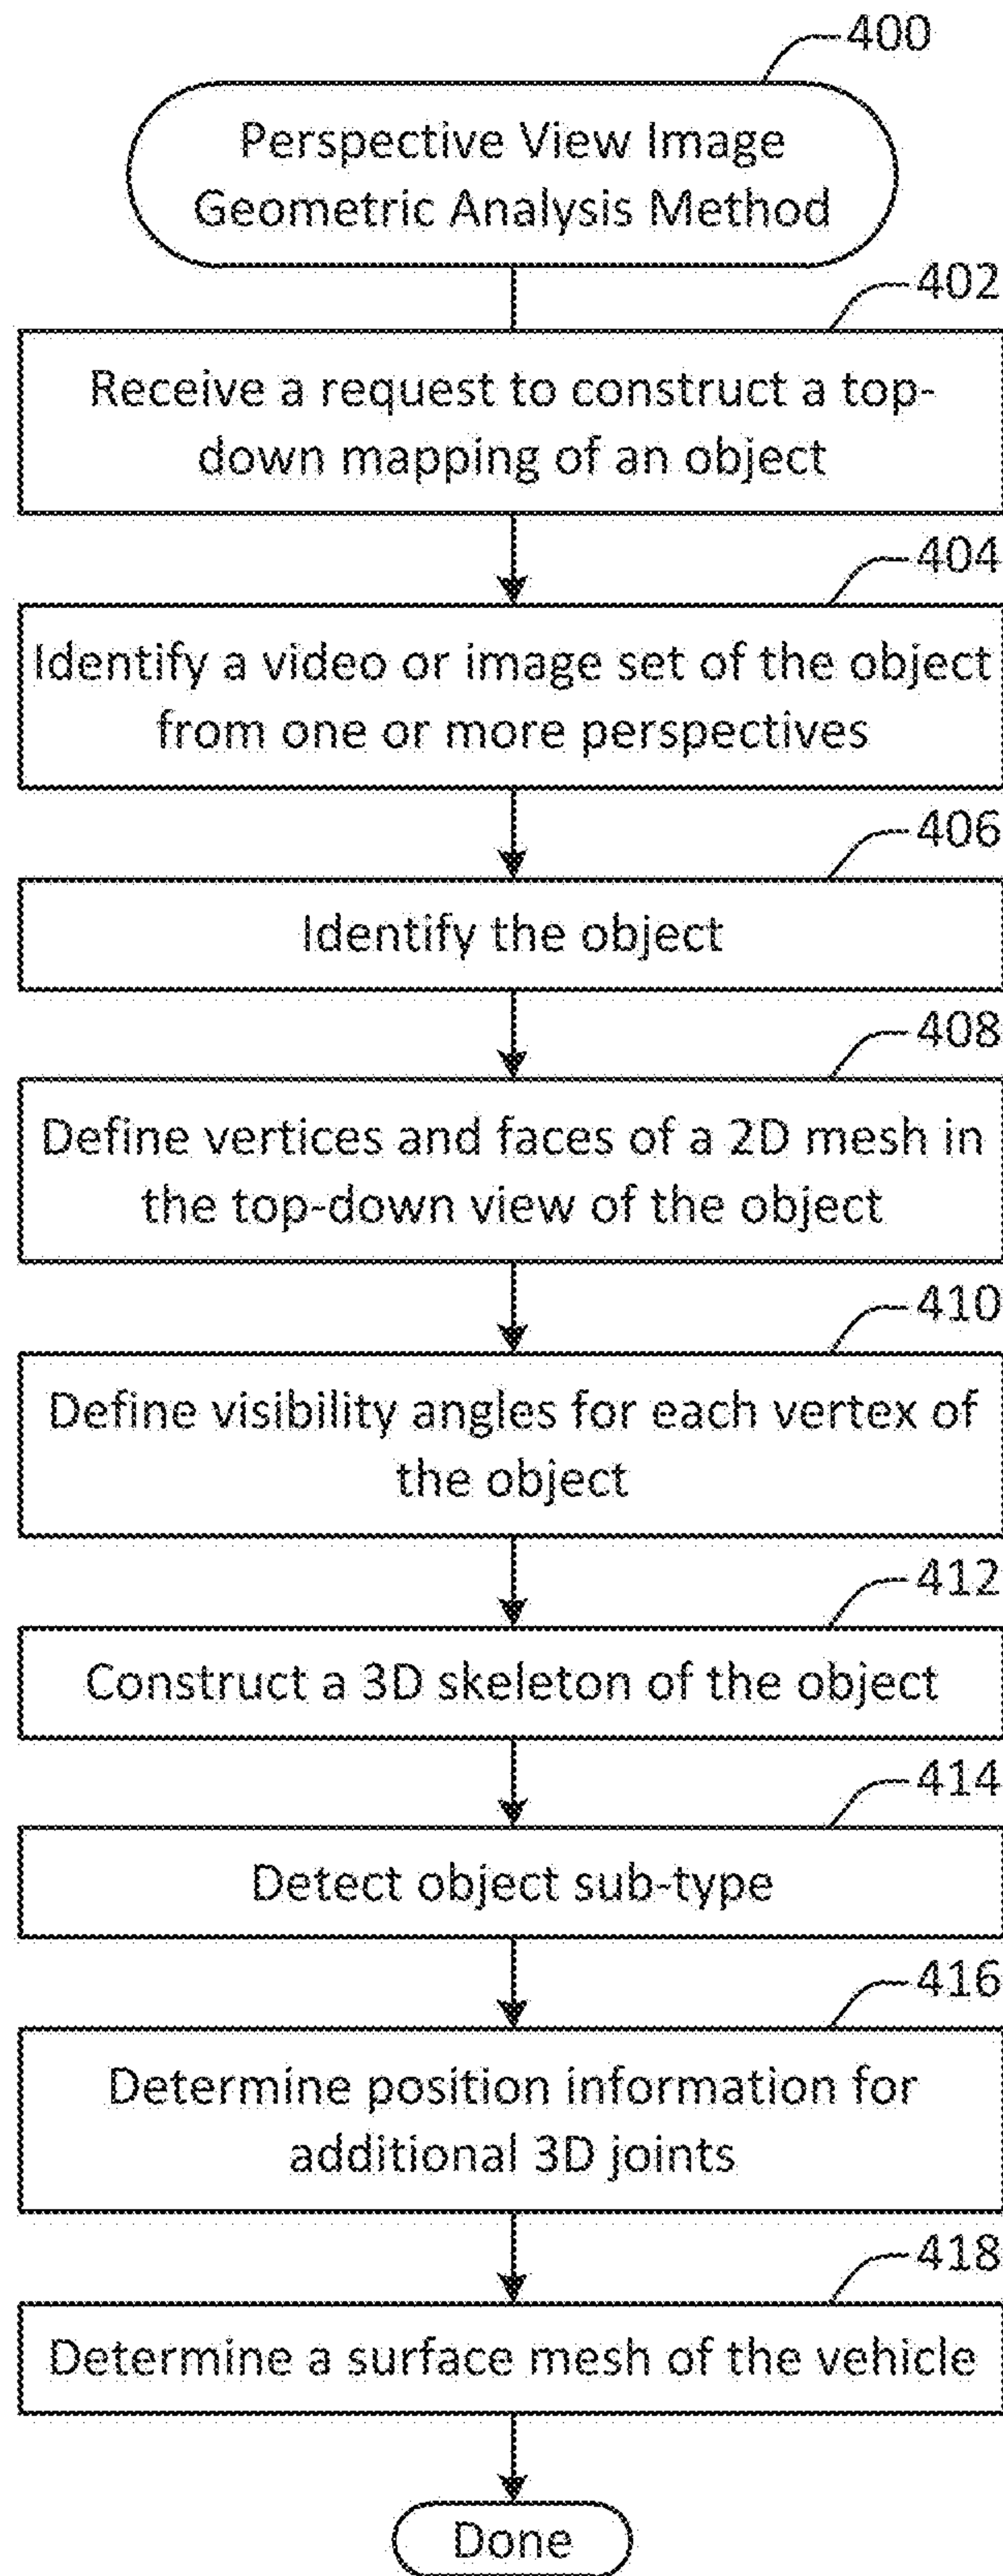 400
Perspective View Image
Geometric Analysis Method
402
Receive a request to construct a top-
down mapping of an object
404
Identify a video or image set of the object
from one or more perspectives
406
Identify the object
408
Define vertices and faces of a 2D mesh in
the top-down view of the object
410
Define visibility angles for each vertex of
the object
412
Construct a 3D skeleton of the object
414
Detect object sub-type
416
Determine position information for
additional 3D joints
418
Determine a surface mesh of the vehicle
Done